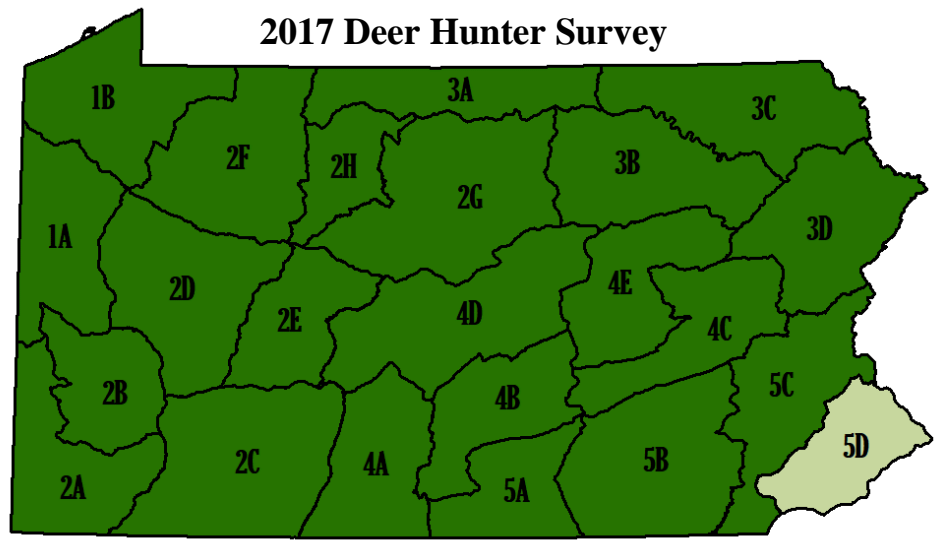 2017 Deer Hunter Survey
1B
3A
3C
2F
2H
3B
2G
1A
3D
2D
4E
2E
4D
4C
2B
4B
5C
2C
4A
5B
5D
2A
5A